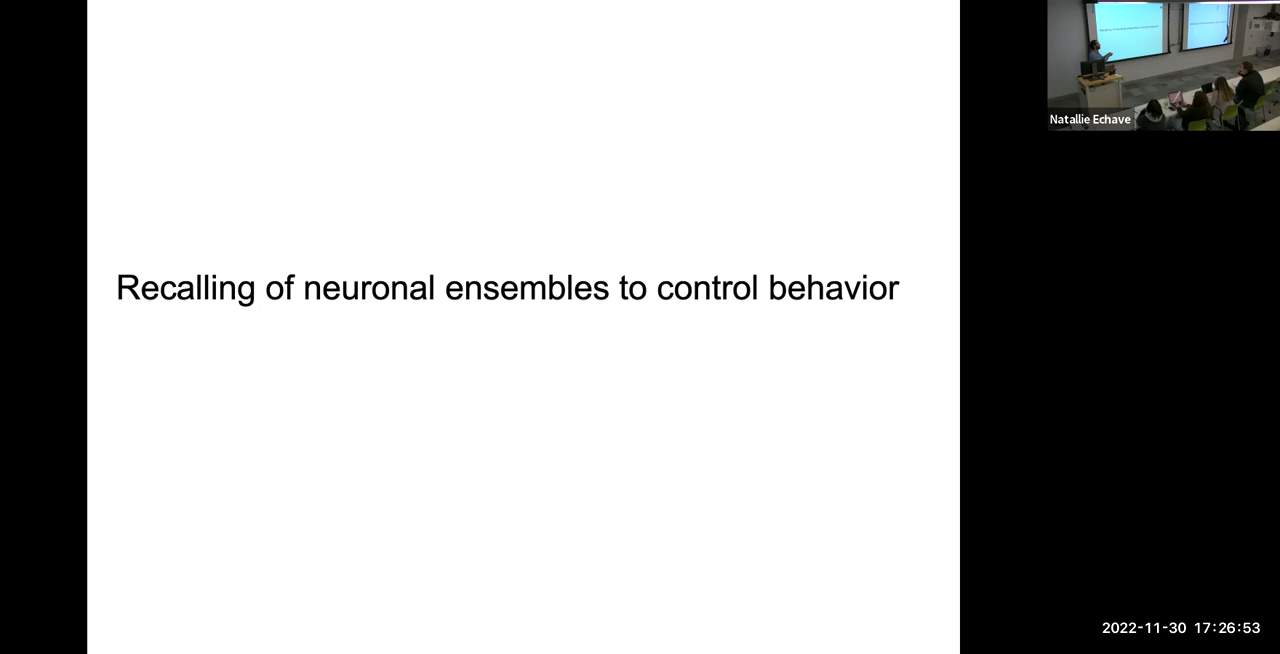 Recalling of neuronal ensembles to control behavior
Natallie Echave
2022-11-30 17:26:53